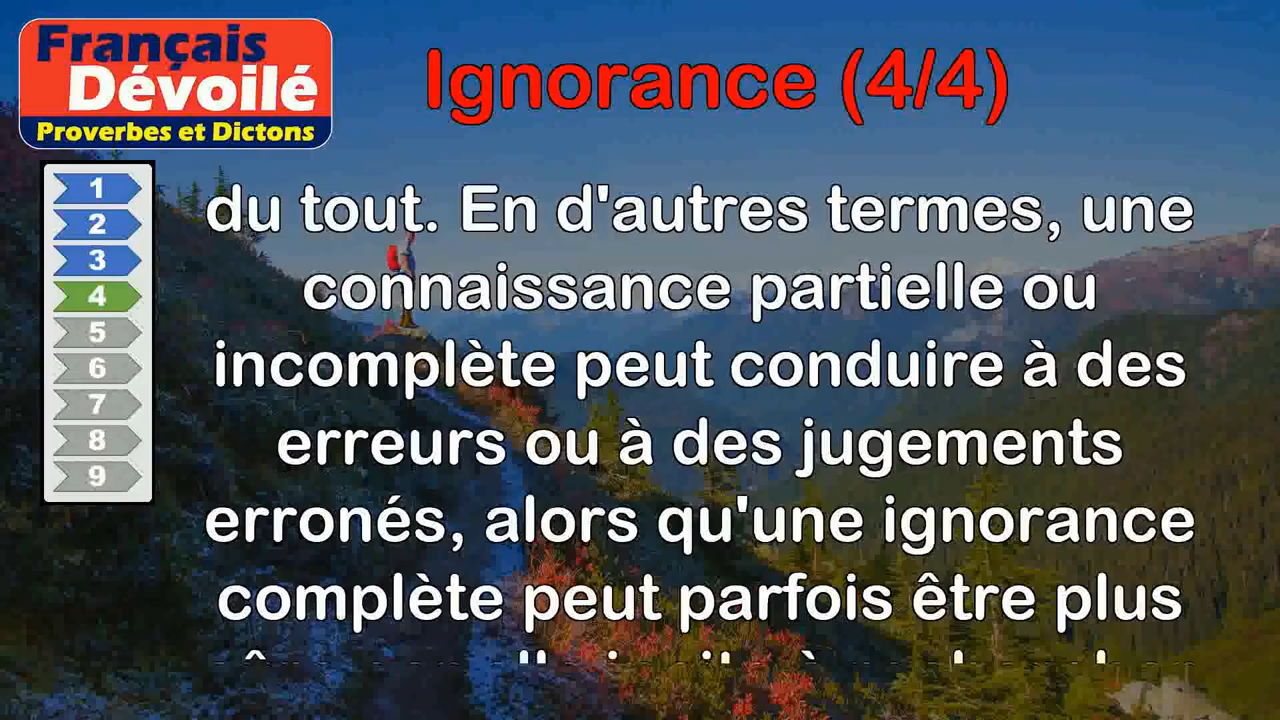 Français
Dévoilé
Proverbes et Dictons
Ignorance (4/4)
1
2
3
4
5
6
7
8
9
du tout. En d'autres termes, une
connaissance partielle ou
incomplète peut conduire à des
erreurs ou à des jugements
erronés, alors qu'une ignorance
complète peut parfois être plus